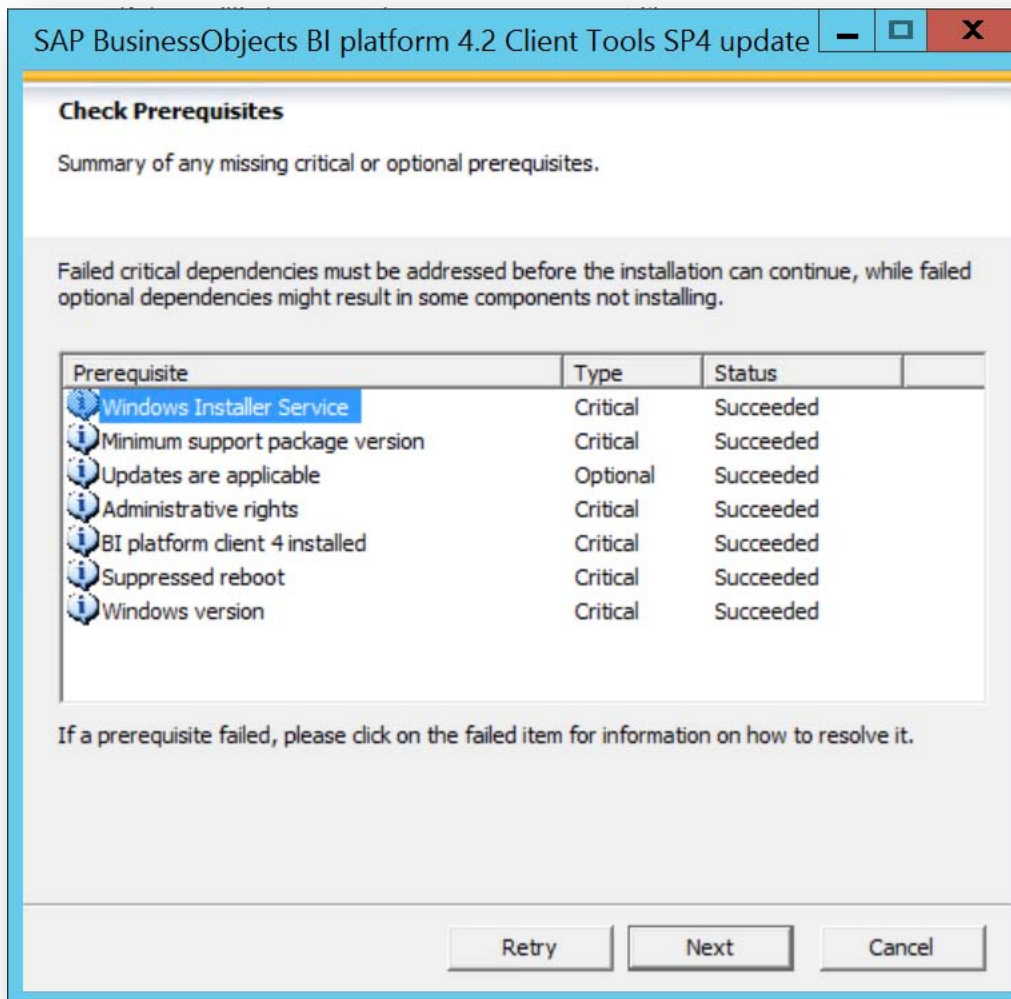 SAP BusinessObjects BI platform 4.2 Client Tools SP4 update
Check Prerequisites
Summary of any missing critical or optional prerequisites.
Failed critical dependencies must be addressed before the installation can continue, while failed
optional dependencies might result in some components not installing.
Prerequisite Type Status
Windows Installer Service Critical Succeeded
Minimum support package version Critical Succeeded
Updates are applicable Optional Succeeded
Administrative rights Critical Succeeded
BI platform client 4 installed Critical Succeeded
Suppressed reboot Critical Succeeded
Windows version Critical Succeeded
If a prerequisite failed, please click on the failed item for information on how to resolve it.
Retry Next Cancel